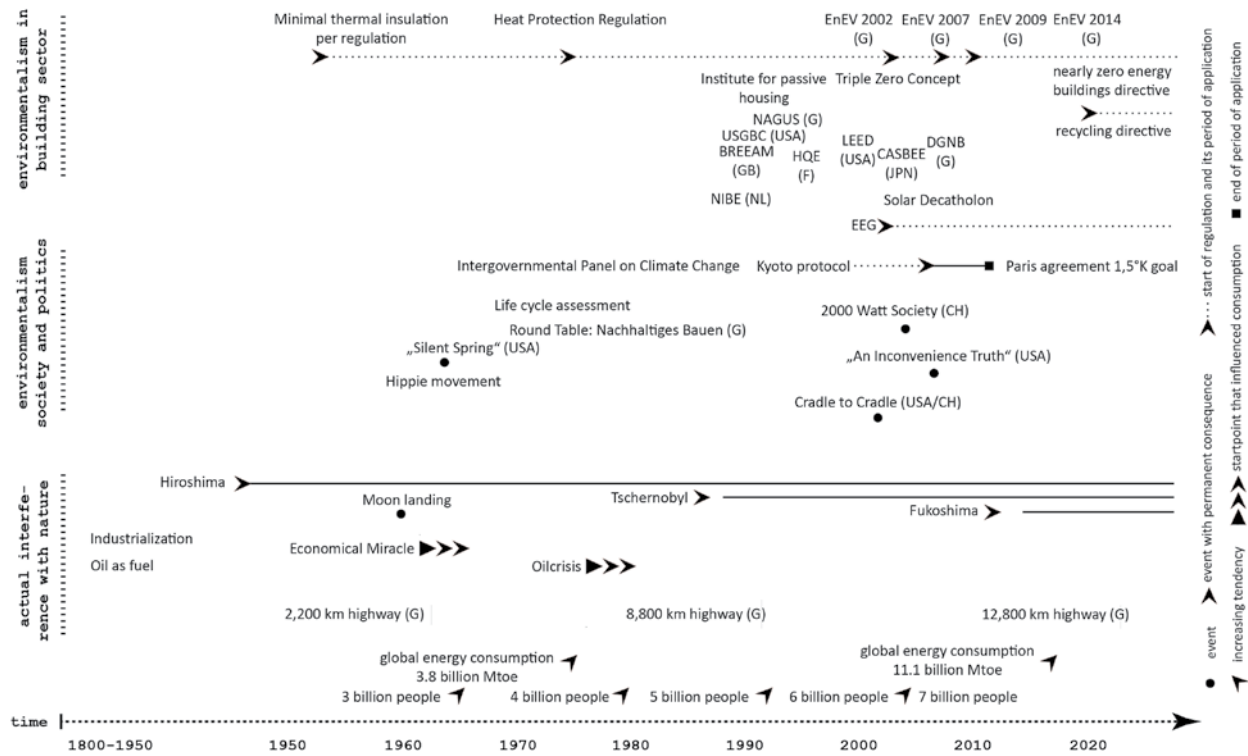 environmentalism in
building sector
Minimal thermal insulation
per regulation
Heat Protection Regulation
EnEV 2002
(G)
EnEV 2007
(G)
EnEV 2009
(G)
EnEV 2014
(G)
Institute for passive
housing
Triple Zero Concept
nearly zero energy
buildings directive
NAGUS (G)
USGBC (USA)
BREEAM
(GB)
HQE
(F)
LEED
(USA)
CASBEE
(JPN)
DGNB
(G)
recycling directive
NIBE (NL)
Solar Decatholon
EEG
environmentalism
society and politics
Intergovernmental Panel on Climate Change
Kyoto protocol
Paris agreement 1,5°K goal
Life cycle assessment
2000 Watt Society (CH)
Round Table: Nachhaltiges Bauen (G)
„Silent Spring“ (USA)
„An Inconvenience Truth“ (USA)
Hippie movement
Cradle to Cradle (USA/CH)
actual interfe-
rence with nature
Hiroshima
Tschernobyl
Moon landing
Fukoshima
Industrialization
Economical Miracle
Oil as fuel
Oilcrisis
2,200 km highway (G)
8,800 km highway (G)
12,800 km highway (G)
global energy consumption
3.8 billion Mtoe
global energy consumption
11.1 billion Mtoe
3 billion people
4 billion people
5 billion people
6 billion people
7 billion people
time
1800-1950
1950
1960
1970
1980
1990
2000
2010
2020
event
event with permanent consequence
start of regulation and its period of application
increasing tendency
startpoint that influenced consumption
end of period of application